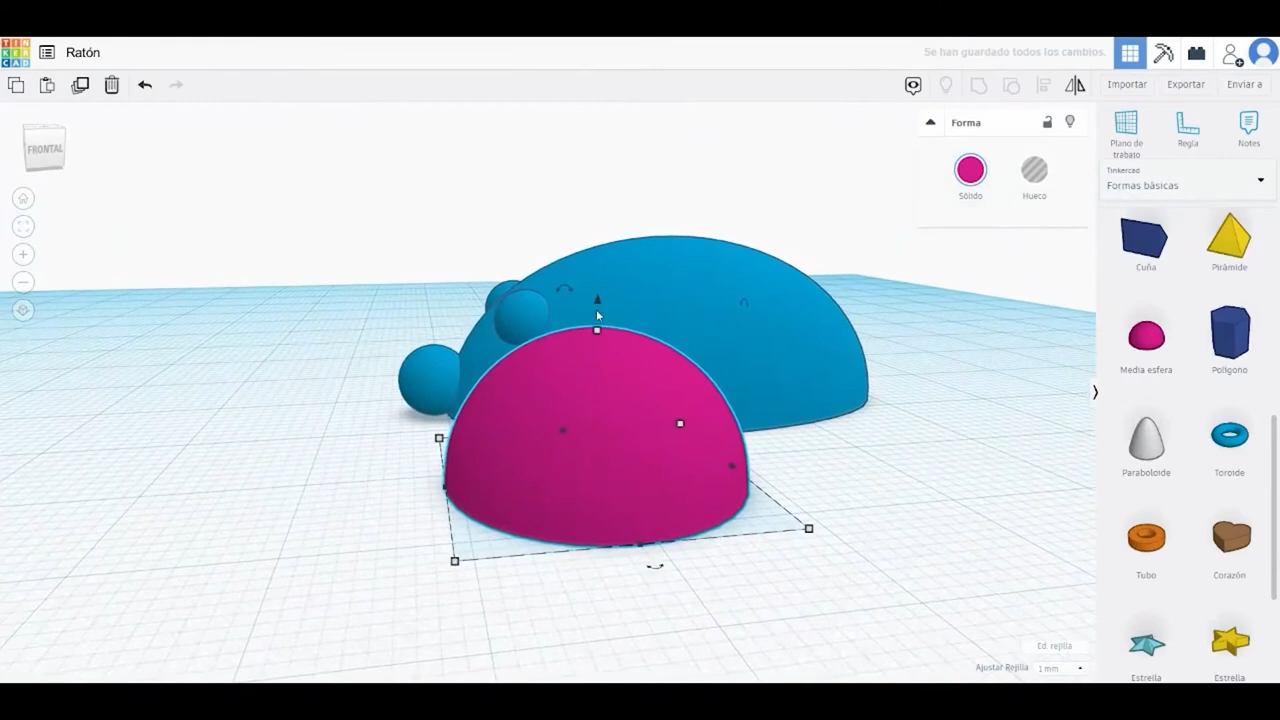 TIN
KER
CAD
Ratón
Se han guardado todos los cambios.
Importar
Exportar
Enviar a
FRONTAL
Forma
Sólido
Hueco
Plano de
trabajo
Regla
Notes
Tinkercad
Formas básicas
Cuña
Pirámide
Media esfera
Polígono
Paraboloide
Toroide
Tubo
Corazón
Estrella
Estrella
Ed. rejilla
Ajustar Rejilla
1 mm